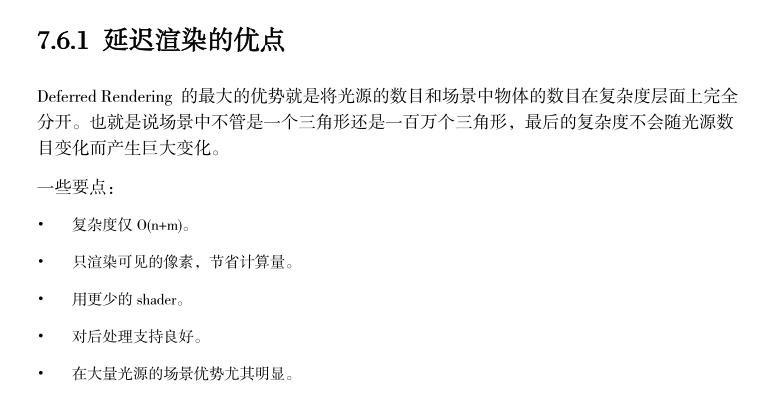 7.6.1 延迟渲染的优点
Deferred Rendering 的最大的优势就是将光源的数目和场景中物体的数目在复杂度层面上完全
分开。也就是说场景中不管是一个三角形还是一百万个三角形，最后的复杂度不会随光源数
目变化而产生巨大变化。
一些要点：
• 复杂度仅 O(n+m)。
• 只渲染可见的像素，节省计算量。
• 用更少的 shader。
• 对后处理支持良好。
• 在大量光源的场景优势尤其明显。